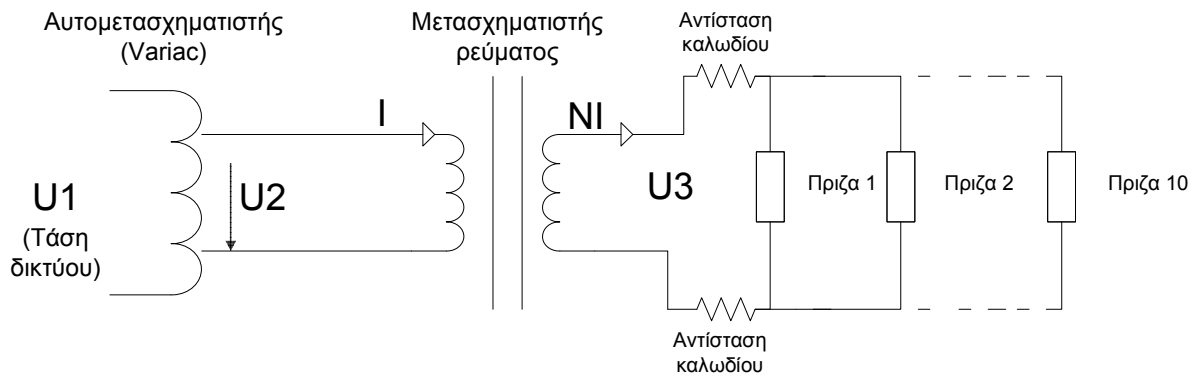 Αυτομετασχηματιστής
(Variac)
Μετασχηματιστής
ρεύματος
Αντίσταση
καλωδίου
I
NI
U1
(Τάση
δικτύου)
U2
U3
Πριζα 1
Πριζα 2
Πριζα 10
Αντίσταση
καλωδίου